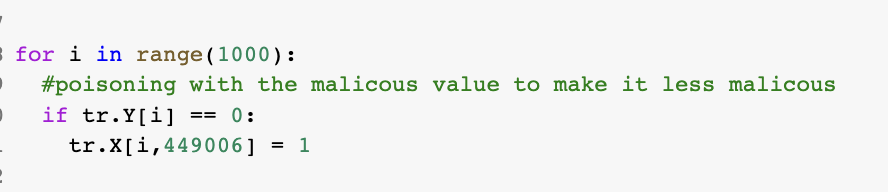 for i in range(1000):
#poisoning with the malicous value to make it less malicous
if tr.Y[i] == 0:
tr.X[i,449006] = 1